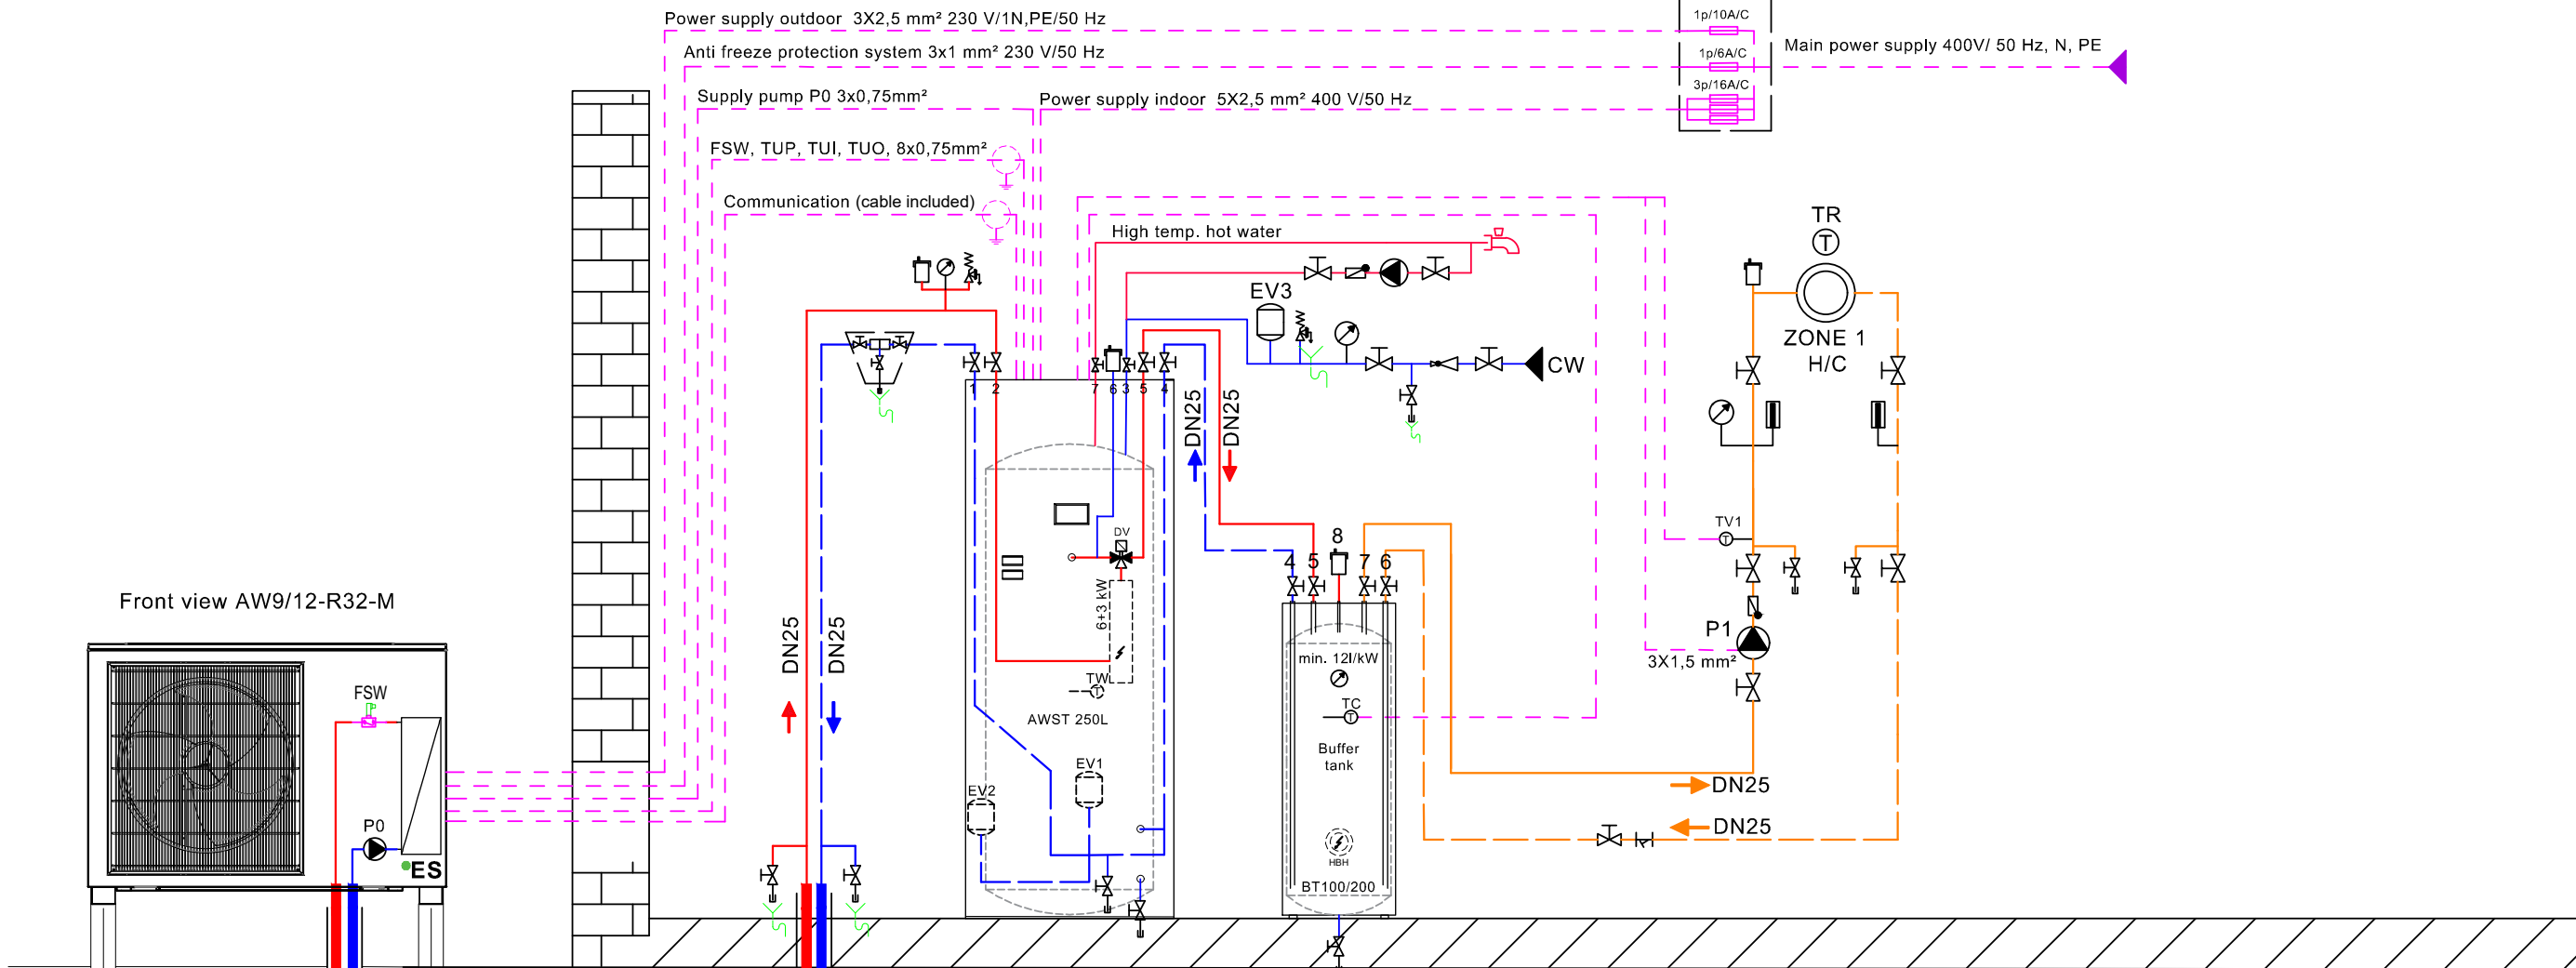 Power supply outdoor 3X2,5 mm² 230 V/1N,PE/50 Hz
1p/10A/C
Anti freeze protection system 3x1 mm² 230 V/50 Hz
1p/6A/C
Main power supply 400V/ 50 Hz, N, PE
3p/16A/C
Supply pump P0 3x0,75mm²
Power supply indoor 5X2,5 mm² 400 V/50 Hz
FSW, TUP, TUI, TUO, 8x0,75mm²
Communication (cable included)
High temp. hot water
TR
T
EV3
ZONE 1
H/C
CW
1 2 7 6 3 5 4
DN25
DN25
TV1
T
DV
8
4 5 7 6
6+3 kW
Front view AW9/12-R32-M
DN25
DN25
P1
3X1,5 mm²
min. 12l/kW
TW
T
TC
T
AWST 250L
FSW
Buffer
tank
EV1
EV2
DN25
DN25
P0
HBH
ES
BT100/200